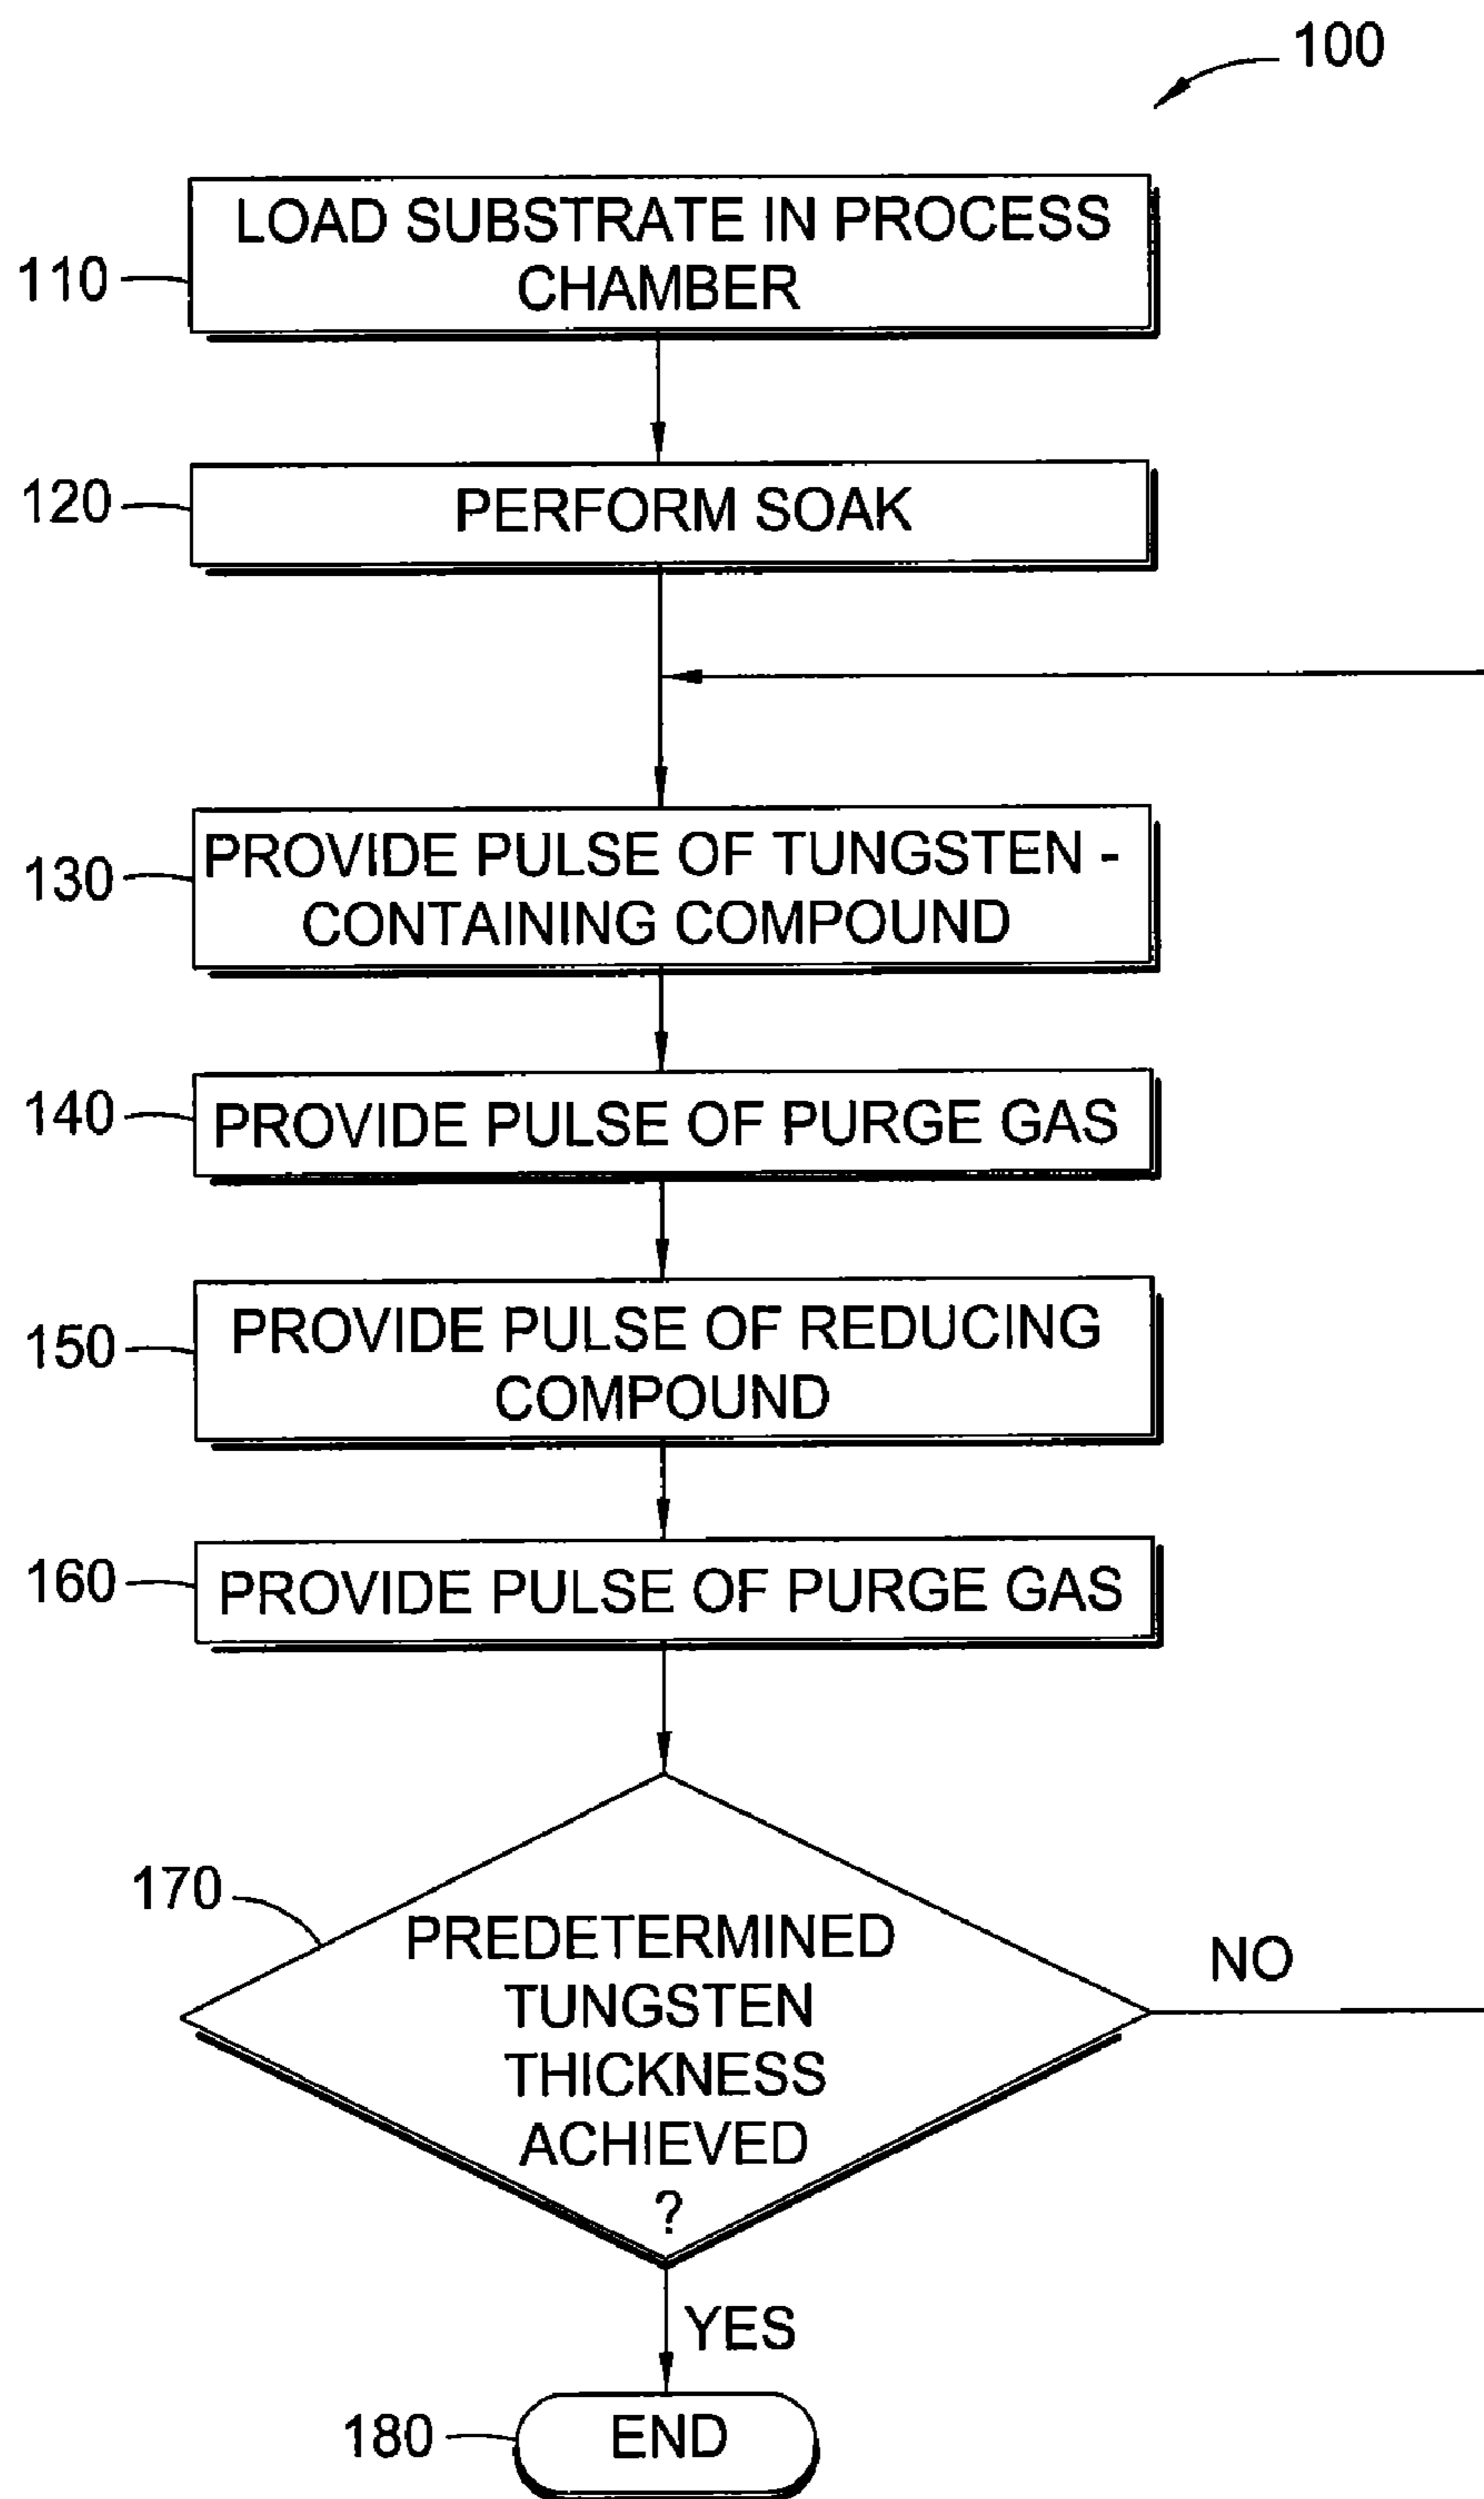 100
LOAD SUBSTRATE IN PROCESS
CHAMBER
110
120
PERFORM SOAK
130
PROVIDE PULSE OF TUNGSTEN -
CONTAINING COMPOUND
140
PROVIDE PULSE OF PURGE GAS
150
PROVIDE PULSE OF REDUCING
COMPOUND
160
PROVIDE PULSE OF PURGE GAS
170
PREDETERMINED
TUNGSTEN
THICKNESS
ACHIEVED
?
NO
YES
180
END